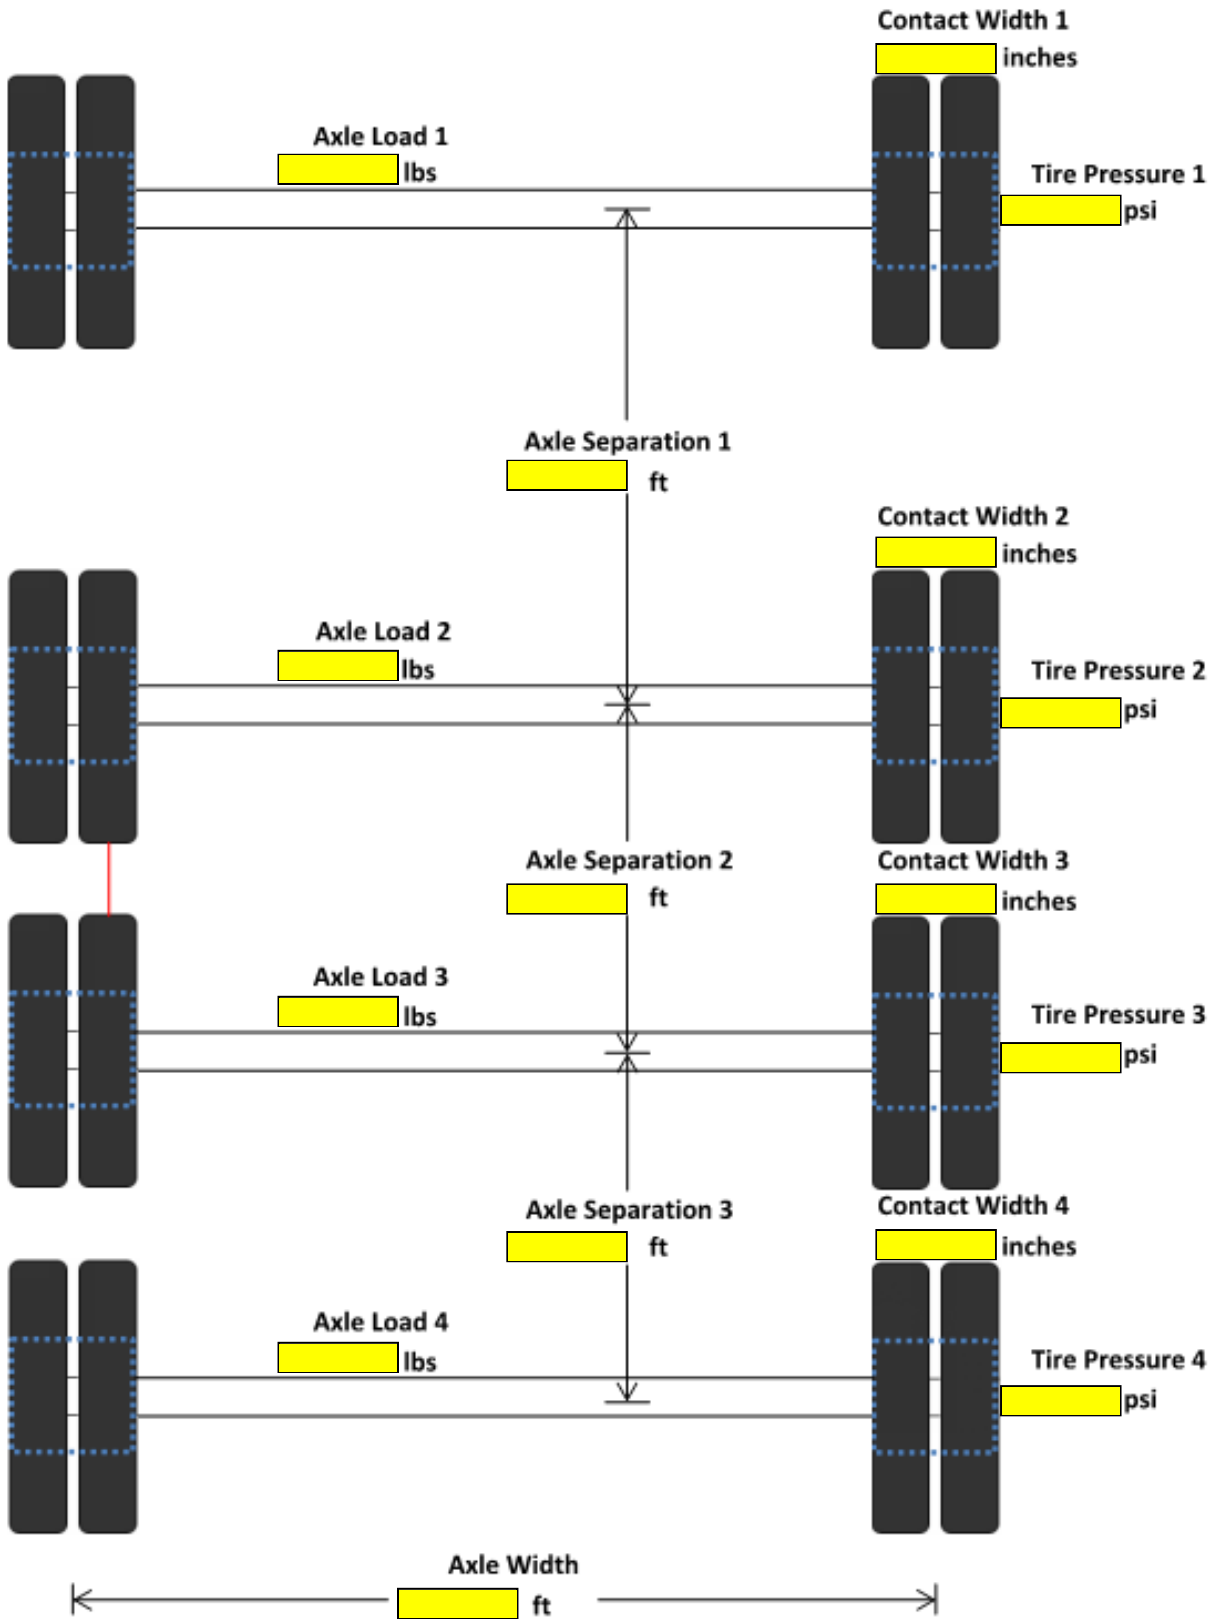 Contact Width 1
inches
Axle Load 1
lbs
Tire Pressure 1
psi
Axle Separation 1
ft
Contact Width 2
inches
Axle Load 2
lbs
Tire Pressure 2
psi
Axle Separation 2
ft
Contact Width 3
inches
Axle Load 3
lbs
Tire Pressure 3
psi
Axle Separation 3
ft
Contact Width 4
inches
Axle Load 4
lbs
Tire Pressure 4
psi
Axle Width
ft